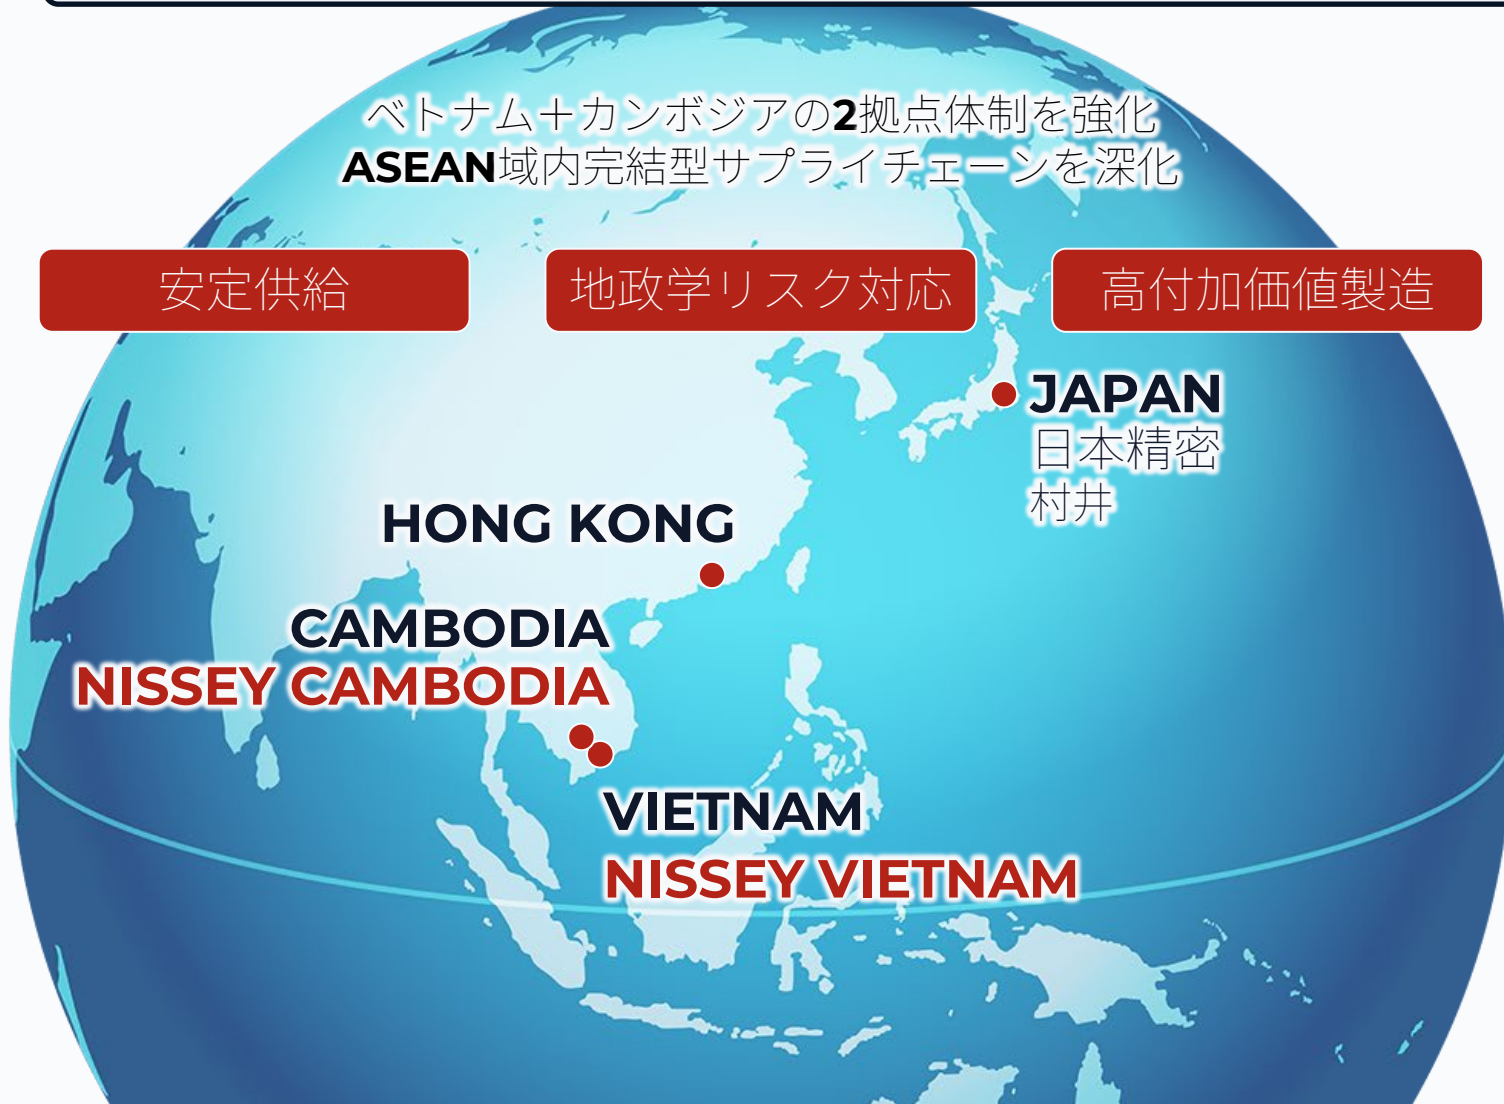 ベトナム＋カンボジアの2拠点体制を強化
ASEAN域内完結型サプライチェーンを深化
安定供給
地政学リスク対応
高付加価値製造
JAPAN
日本精密
村井
HONG KONG
CAMBODIA
NISSEY CAMBODIA
VIETNAM
NISSEY VIETNAM